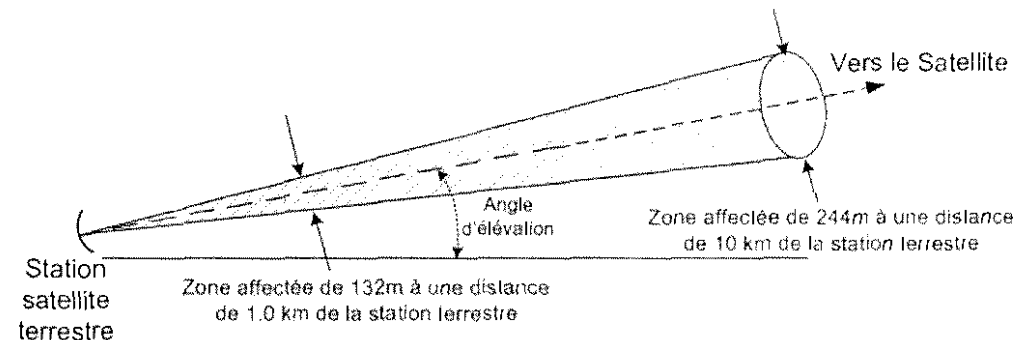 Vers le Satellite
Angle
d'élévation
Zone affectée de 244m à une distance
de 10 km de la station terrestre
Station
satellite
terrestre
Zone affectée de 132m à une distance
de 1.0 km de la station terrestre